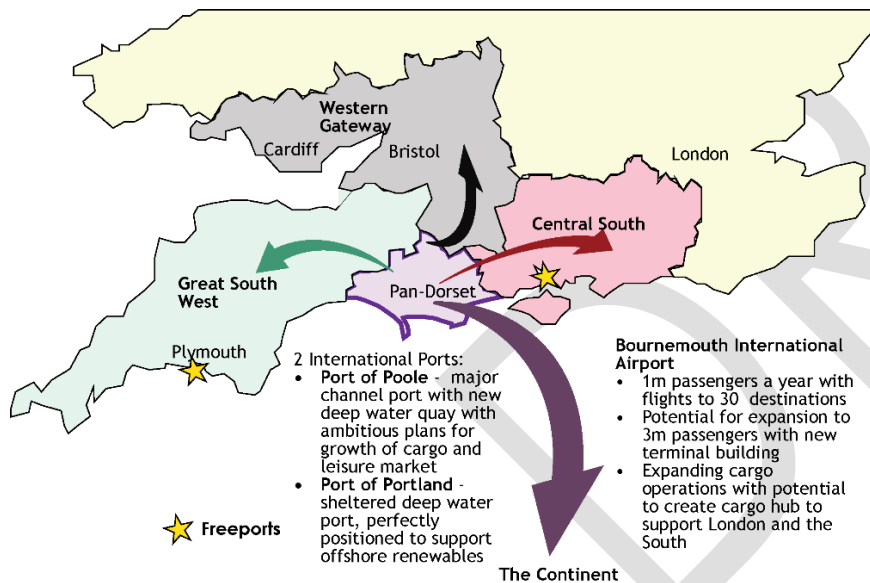 Western
Gateway
Cardiff
Bristol
London
Central South
Great South
West
Pan-Dorset
Plymouth
2 International Ports:
• Port of Poole - major
channel port with new
deep water quay with
ambitious plans for
growth of cargo and
leisure market
• Port of Portland -
sheltered deep water
port, perfectly
positioned to support
offshore renewables
Bournemouth International
Airport
• 1m passengers a year with
flights to 30 destinations
• Potential for expansion to
3m passengers with new
terminal building
• Expanding cargo
operations with potential
to create cargo hub to
support London and the
South
Freeports
The Continent
DR